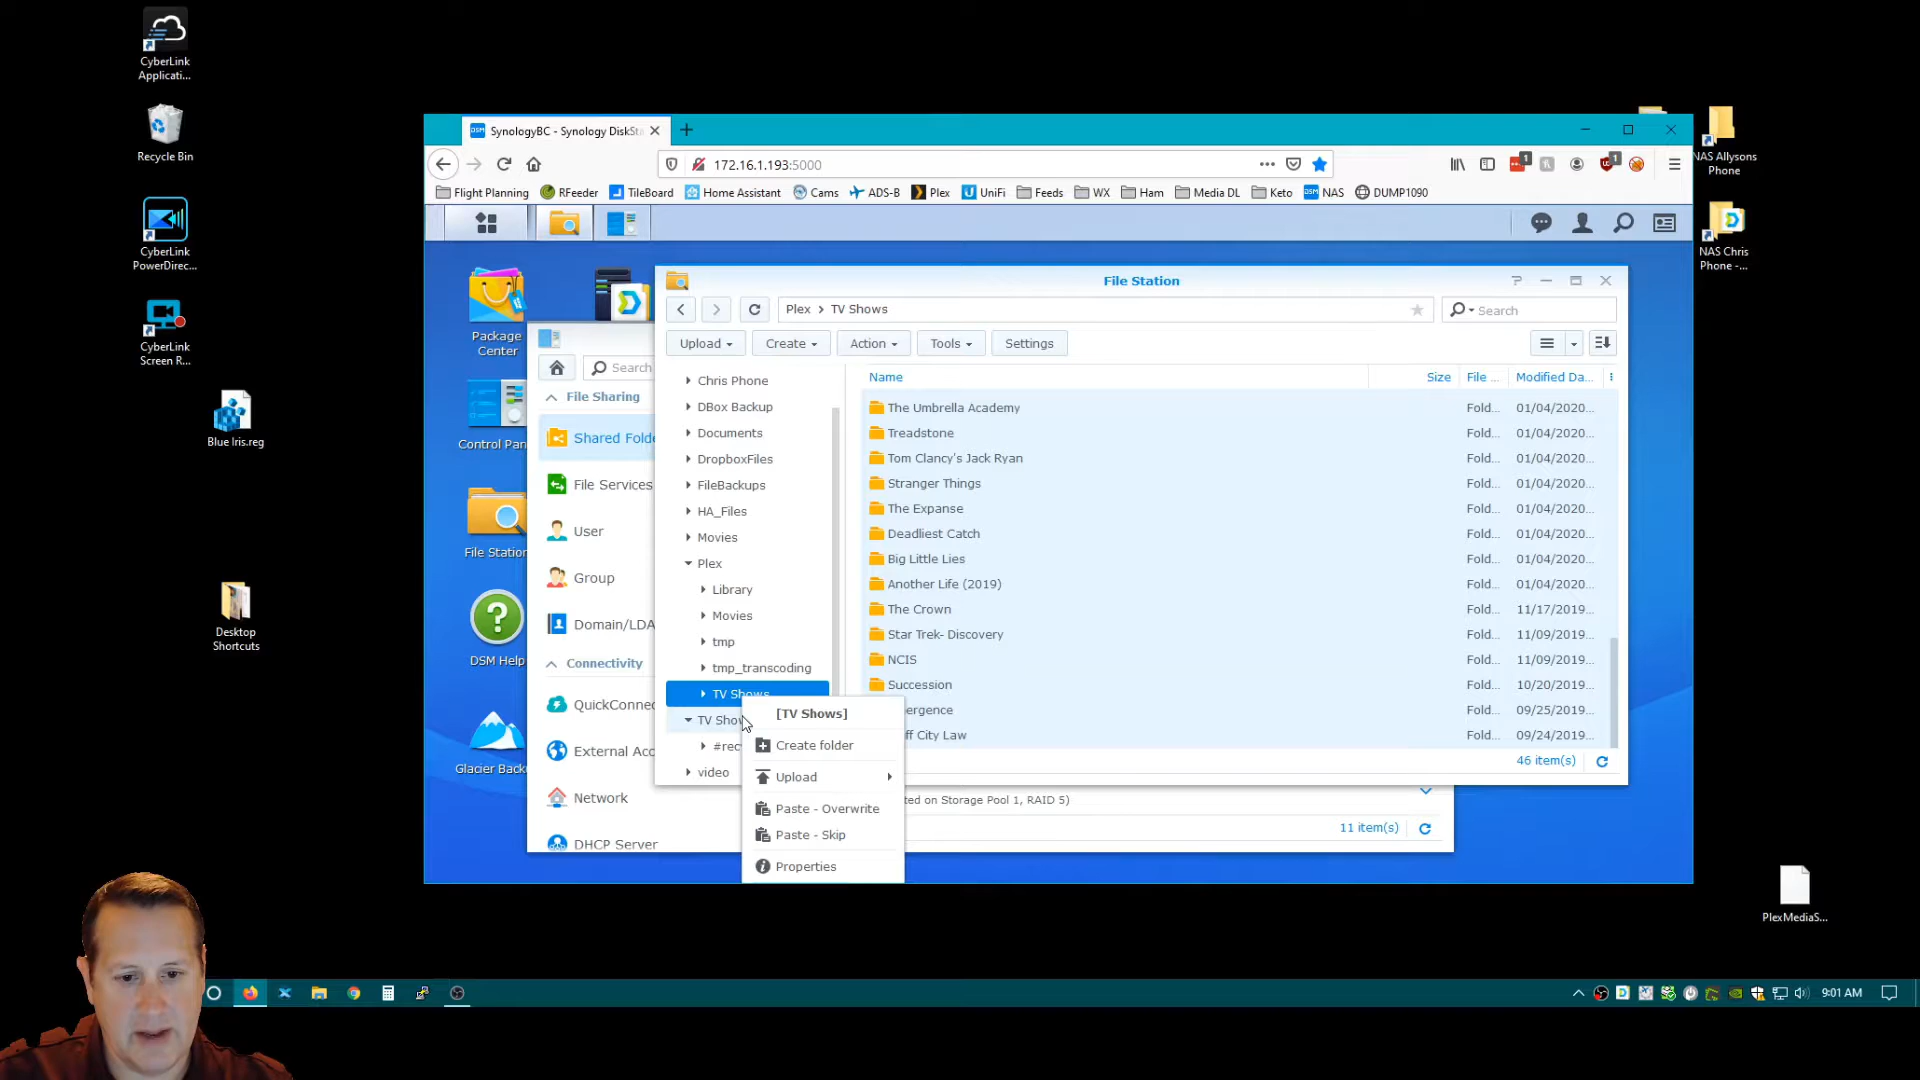 CyberLink
Applicati...
Recycle Bin
CyberLink
PowerDirec...
CyberLink
Screen R...
Blue Iris.reg
Desktop
Shortcuts
SynologyBC - Synology DiskSta
172.16.1.193:5000
1
1
Flight Planning
RFeeder
TileBoard
Home Assistant
Cams
ADS-B
Plex
UniFi
Feeds
WX
Ham
Media DL
Keto
DSM
NAS
DUMP1090
Package
Center
Control Pan
File Station
DSM Help
Glacier Back
Search
File Sharing
Shared Folde
File Services
User
Group
Domain/LDA
Connectivity
QuickConnec
External Acc
Network
DHCP Server
File Station
Plex > TV Shows
Search
Upload
Create
Action
Tools
Settings
Chris Phone
DBox Backup
Documents
DropboxFiles
FileBackups
HA_Files
Movies
Plex
Library
Movies
tmp
tmp_transcoding
TV Shows
TV Show
#rec
video
Name Size File ... Modified Da...
The Umbrella Academy Fold... 01/04/2020...
Treadstone Fold... 01/04/2020...
Tom Clancy's Jack Ryan Fold... 01/04/2020...
Stranger Things Fold... 01/04/2020...
The Expanse Fold... 01/04/2020...
Deadliest Catch Fold... 01/04/2020...
Big Little Lies Fold... 01/04/2020...
Another Life (2019) Fold... 01/04/2020...
The Crown Fold... 11/17/2019...
Star Trek- Discovery Fold... 11/09/2019...
NCIS Fold... 11/09/2019...
Succession Fold... 10/20/2019...
ergence Fold... 09/25/2019...
ff City Law Fold... 09/24/2019...
46 item(s)
[TV Shows]
Create folder
Upload
Paste - Overwrite
Paste - Skip
Properties
ted on Storage Pool 1, RAID 5)
11 item(s)
NAS Allysons
Phone
NAS Chris
Phone -...
PlexMediaS...
9:01 AM